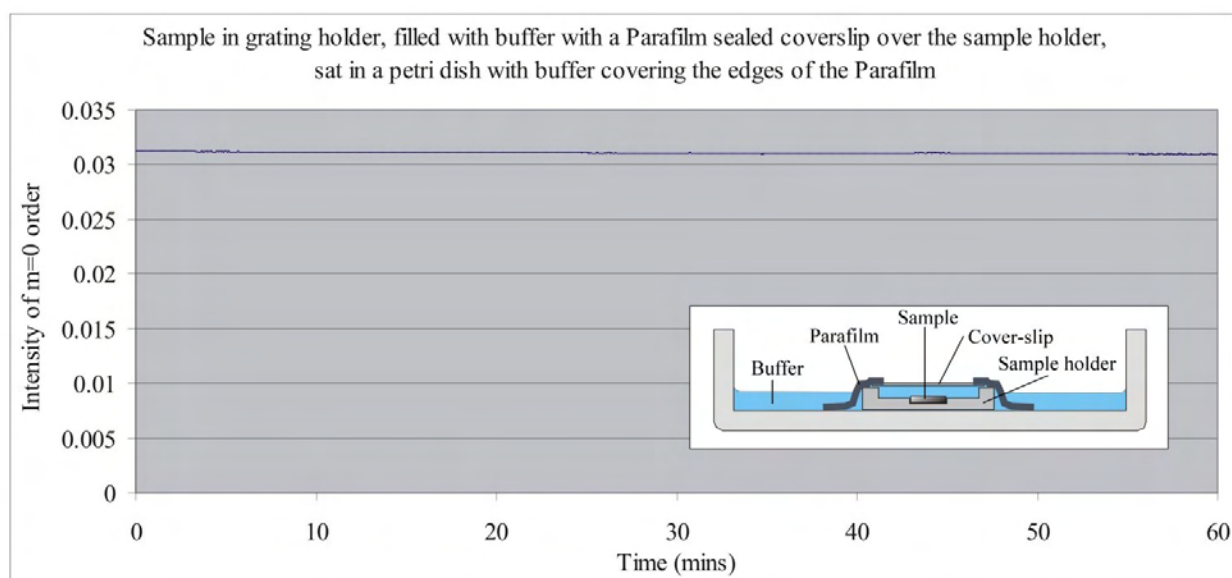 Sample in grating holder, filled with buffer with a Parafilm sealed coverslip over the sample holder,
sat in a petri dish with buffer covering the edges of the Parafilm
0.035
0.03
0.025
0.02
0.015
0.01
0.005
0
Intensity of m=0 order
Sample
Parafilm
Cover-slip
Buffer
Sample holder
0 10 20 30 40 50 60
Time (mins)